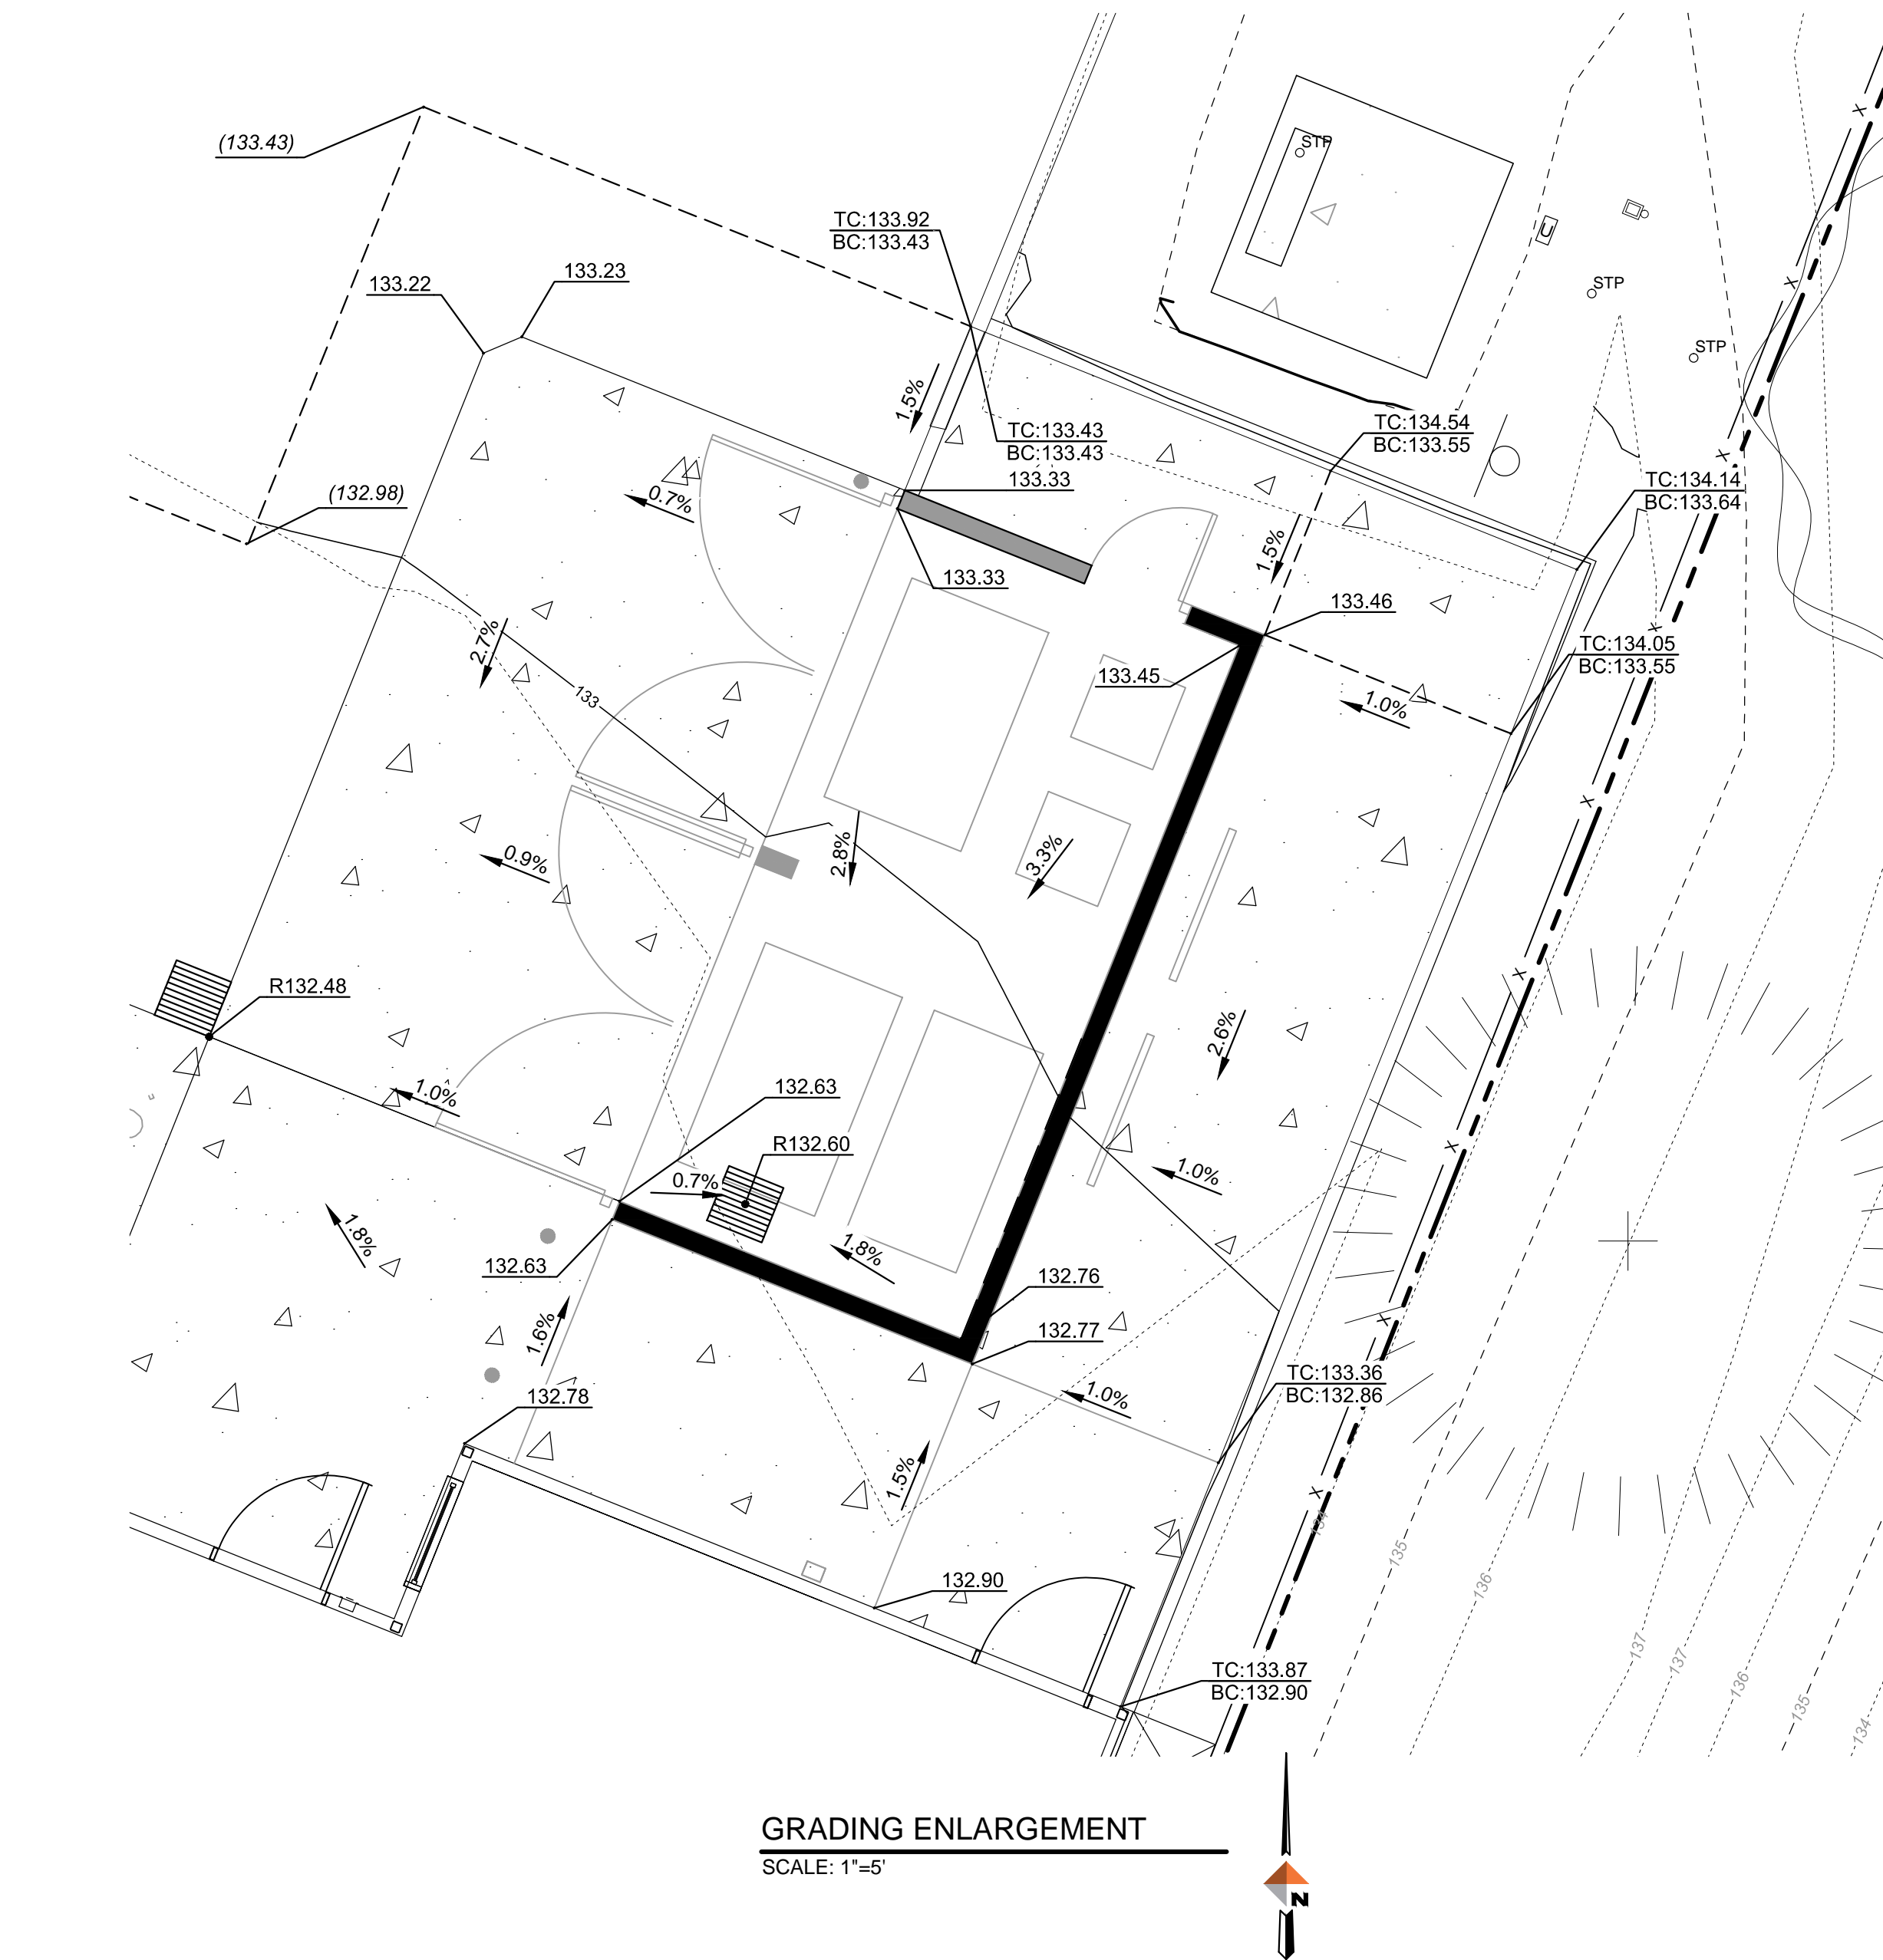 STP
(133.43)
TC:133.92
BC:133.43
133.22
133.23
STP
STP
1.5%
TC:133.43
BC:133.43
133.33
TC:134.54
BC:133.55
TC:134.14
BC:133.64
(132.98)
0.7%
1.5%
133.33
133.46
2.7%
133.45
TC:134.05
BC:133.55
133
1.0%
2.8%
3.3%
0.9%
R132.48
2.6%
1.0%
132.63
R132.60
0.7%
1.0%
1.8%
1.8%
132.63
132.76
1.6%
132.77
132.78
1.0%
TC:133.36
BC:132.86
1.5%
134
135
136
132.90
137
137
136
135
134
TC:133.87
BC:132.90
X
X
X
X
X
X
X
X
X
GRADING ENLARGEMENT
SCALE: 1"=5'
N